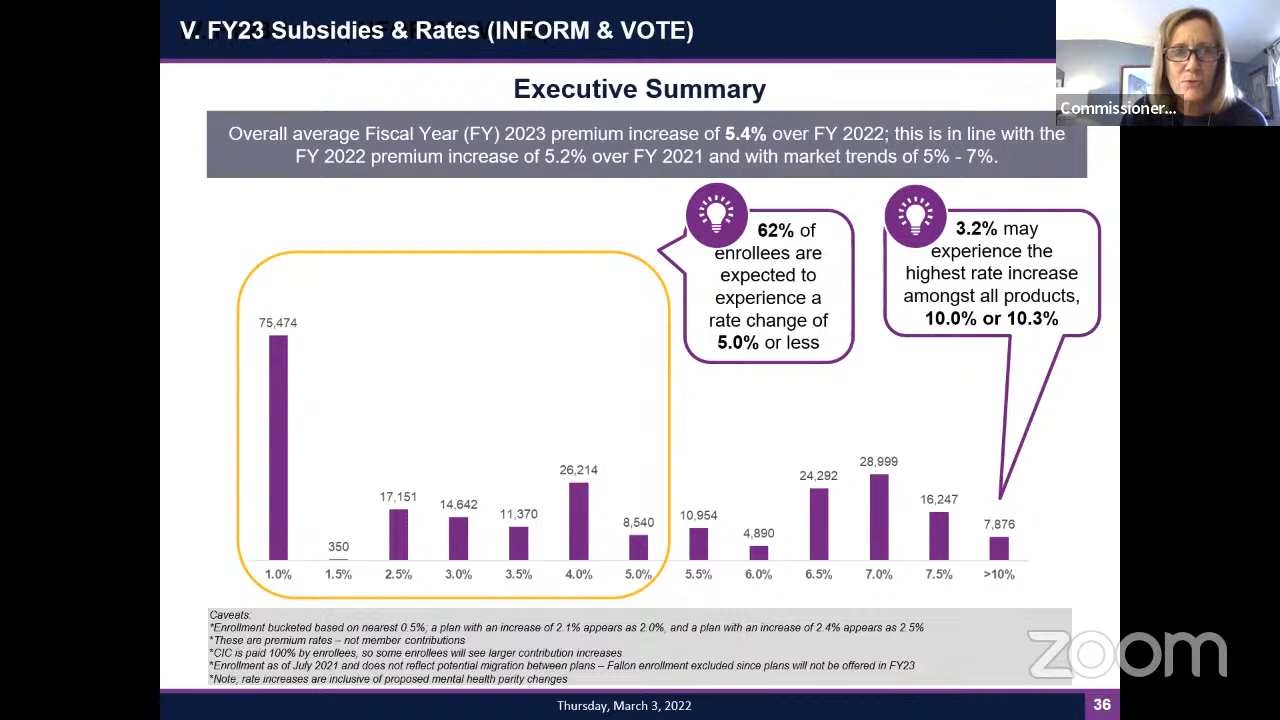 V. FY23 Subsidies & Rates (INFORM & VOTE)
Commissioner...
Executive Summary
Overall average Fiscal Year (FY) 2023 premium increase of 5.4% over FY 2022; this is in line with the
FY 2022 premium increase of 5.2% over FY 2021 and with market trends of 5% - 7%.
62% of
enrollees are
expected to
experience a
rate change of
5.0% or less
3.2% may
experience the
highest rate increase
amongst all products,
10.0% or 10.3%
75,474
350
17,151
14,642
11,370
26,214
8,540
10,954
4,890
24,292
28,999
16,247
7,876
1.0% 1.5% 2.5% 3.0% 3.5% 4.0% 5.0% 5.5% 6.0% 6.5% 7.0% 7.5% >10%
Caveats:
*Enrollment bucketed based on nearest 0.5%; a plan with an increase of 2.1% appears as 2.0%, and a plan with an increase of 2.4% appears as 2.5%
*These are premium rates – not member contributions
*CIC is paid 100% by enrollees, so some enrollees will see larger contribution increases
*Enrollment as of July 2021 and does not reflect potential migration between plans – Fallon enrollment excluded since plans will not be offered in FY23
*Note, rate increases are inclusive of proposed mental health parity changes
zoom
Thursday, March 3, 2022
36